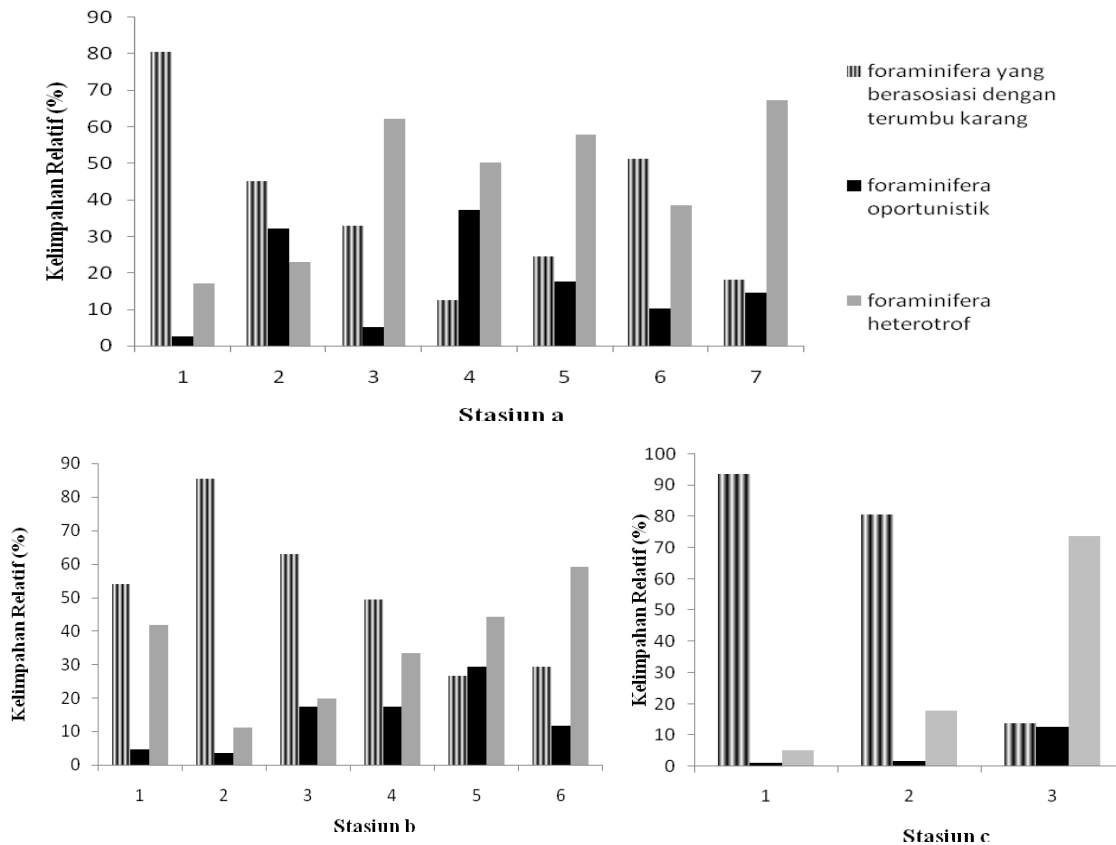 Kelimpahan Relatif (%)
90
80
70
60
50
40
30
20
10
0
1 2 3 4 5 6 7
Stasiun a
foraminifera yang
berasosiasi dengan
terumbu karang
foraminifera
oportunistik
foraminifera
heterotrof
Kelimpahan Relatif (%)
90
80
70
60
50
40
30
20
10
0
1 2 3 4 5 6
Stasiun b
Kelimpahan Relatif (%)
100
90
80
70
60
50
40
30
20
10
0
1 2 3
Stasiun c